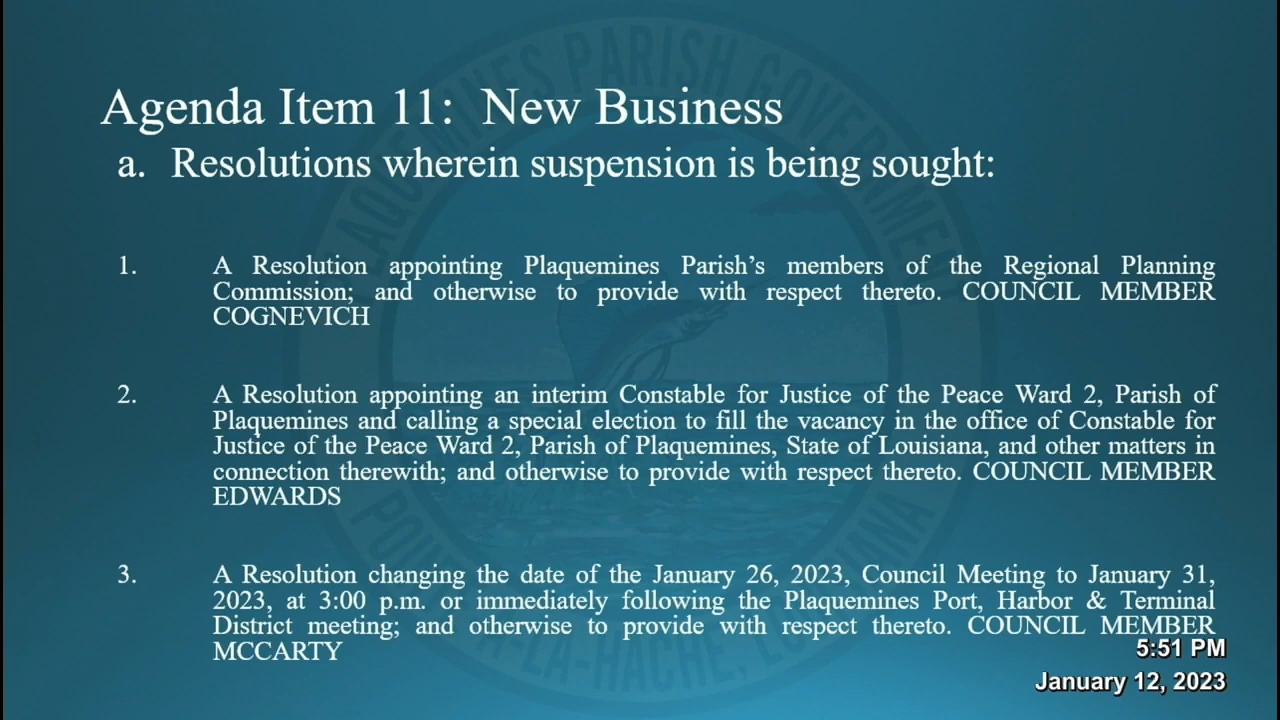 Agenda Item 11: New Business
a. Resolutions wherein suspension is being sought:
1. A Resolution appointing Plaquemines Parish's members of the Regional Planning
Commission; and otherwise to provide with respect thereto. COUNCIL MEMBER
COGNEVICH
2. A Resolution appointing an interim Constable for Justice of the Peace Ward 2, Parish of
Plaquemines and calling a special election to fill the vacancy in the office of Constable for
Justice of the Peace Ward 2, Parish of Plaquemines, State of Louisiana, and other matters in
connection therewith; and otherwise to provide with respect thereto. COUNCIL MEMBER
EDWARDS
3. A Resolution changing the date of the January 26, 2023, Council Meeting to January 31,
2023, at 3:00 p.m. or immediately following the Plaquemines Port, Harbor & Terminal
District meeting; and otherwise to provide with respect thereto. COUNCIL MEMBER
MCCARTY
5:51 PM
January 12, 2023